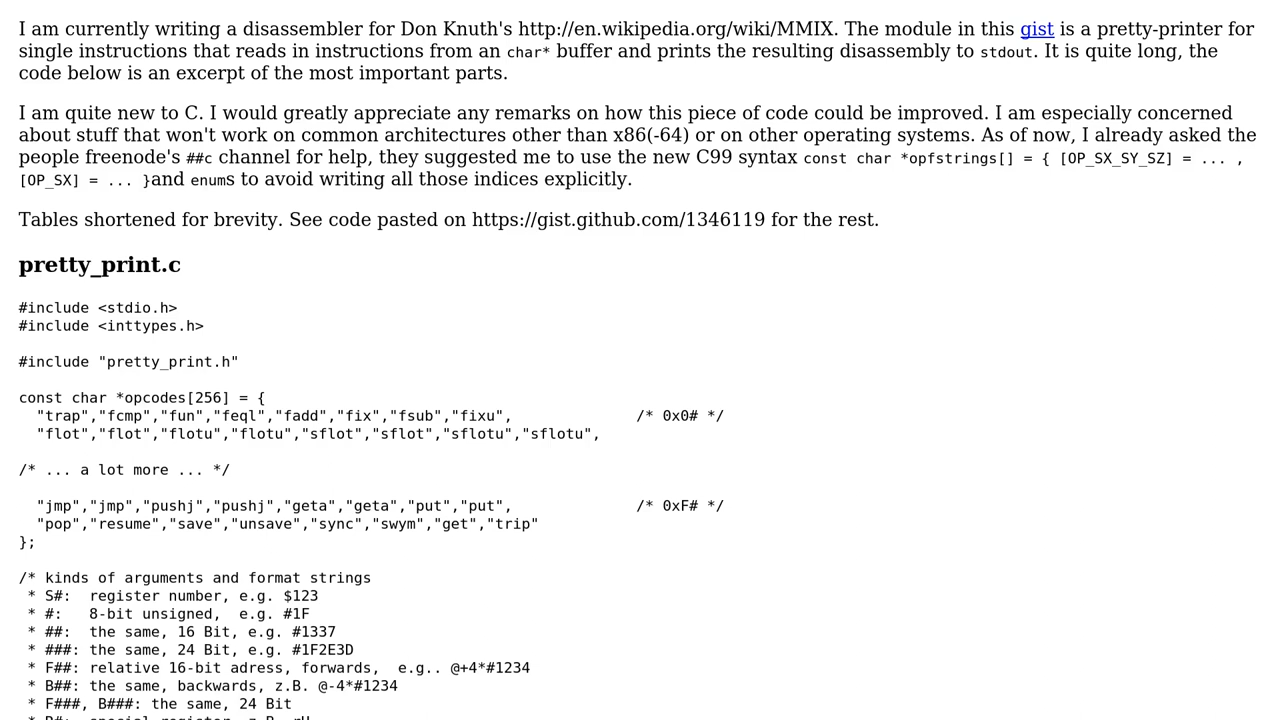 I am currently writing a disassembler for Don Knuth's http://en.wikipedia.org/wiki/MMIX. The module in this gist is a pretty-printer for
single instructions that reads in instructions from an char* buffer and prints the resulting disassembly to stdout. It is quite long, the
code below is an excerpt of the most important parts.
I am quite new to C. I would greatly appreciate any remarks on how this piece of code could be improved. I am especially concerned
about stuff that won't work on common architectures other than x86(-64) or on other operating systems. As of now, I already asked the
people freenode's ##c channel for help, they suggested me to use the new C99 syntax const char *opfstrings[] = { [OP_SX_SY_SZ] = ... ,
[OP_SX] = ... }and enums to avoid writing all those indices explicitly.
Tables shortened for brevity. See code pasted on https://gist.github.com/1346119 for the rest.
pretty_print.c
#include <stdio.h>
#include <inttypes.h>
#include "pretty_print.h"
const char *opcodes[256] = {
  "trap","fcmp","fun","feql","fadd","fix","fsub","fixu",              /* 0x0# */
  "flot","flot","flotu","flotu","sflot","sflot","sflotu","sflotu",
/* ... a lot more ... */
  "jmp","jmp","pushj","pushj","geta","geta","put","put",              /* 0xF# */
  "pop","resume","save","unsave","sync","swym","get","trip"
};
/* kinds of arguments and format strings
 * S#:  register number, e.g. $123
 * #:   8-bit unsigned,  e.g. #1F
 * ##:  the same, 16 Bit, e.g. #1337
 * ###: the same, 24 Bit, e.g. #1F2E3D
 * F##: relative 16-bit adress, forwards,  e.g.. @+4*#1234
 * B##: the same, backwards, z.B. @-4*#1234
 * F###, B###: the same, 24 Bit